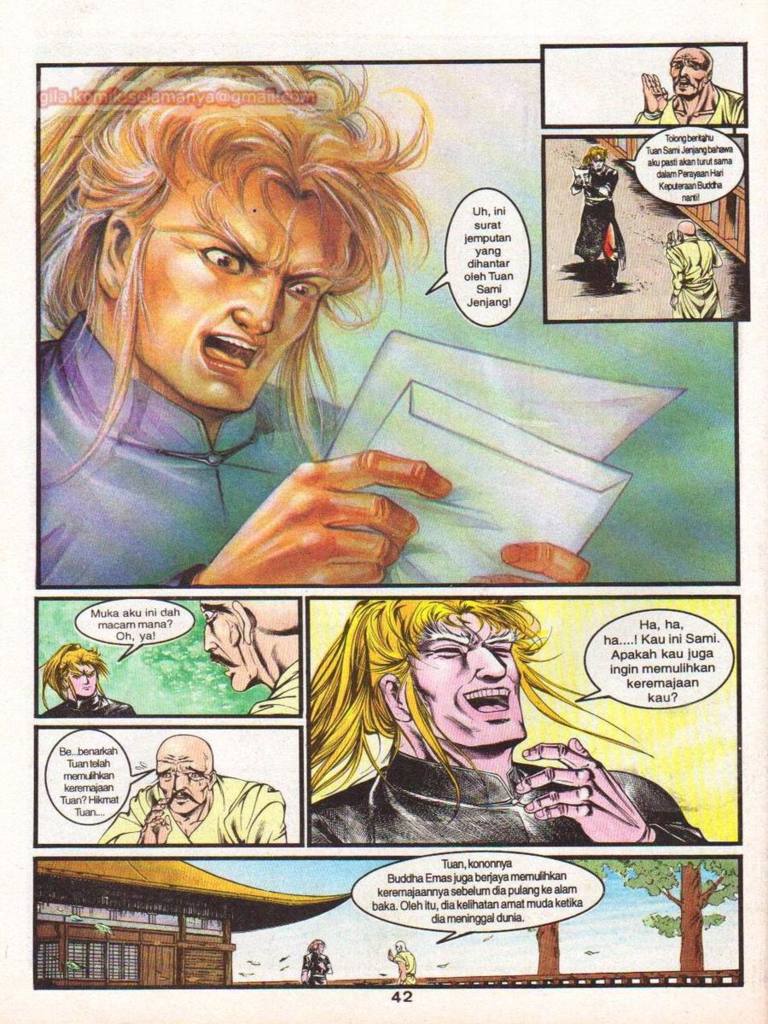 gila.komikselamanya@gmail.com
Uh, ini
surat
jemputan
yang
dihantar
oleh Tuan
Sami
Jenjang!
Tolong beritahu
Tuan Sami Jenjang bahawa
aku pasti akan turut sama
dalam Perayaan Hari
Keputeraan Buddha
nanti!
Muka aku ini dah
macam mana?
Oh, ya!
Ha, ha,
ha....! Kau ini Sami.
Apakah kau juga
ingin memulihkan
keremajaan
kau?
Be...benarkah
Tuan telah
memulihkan
keremajaan
Tuan? Hikmat
Tuan....
Tuan, kononnya
Buddha Emas juga berjaya memulihkan
keremajaannya sebelum dia pulang ke alam
baka. Oleh itu, dia kelihatan amat muda ketika
dia meninggal dunia.
42